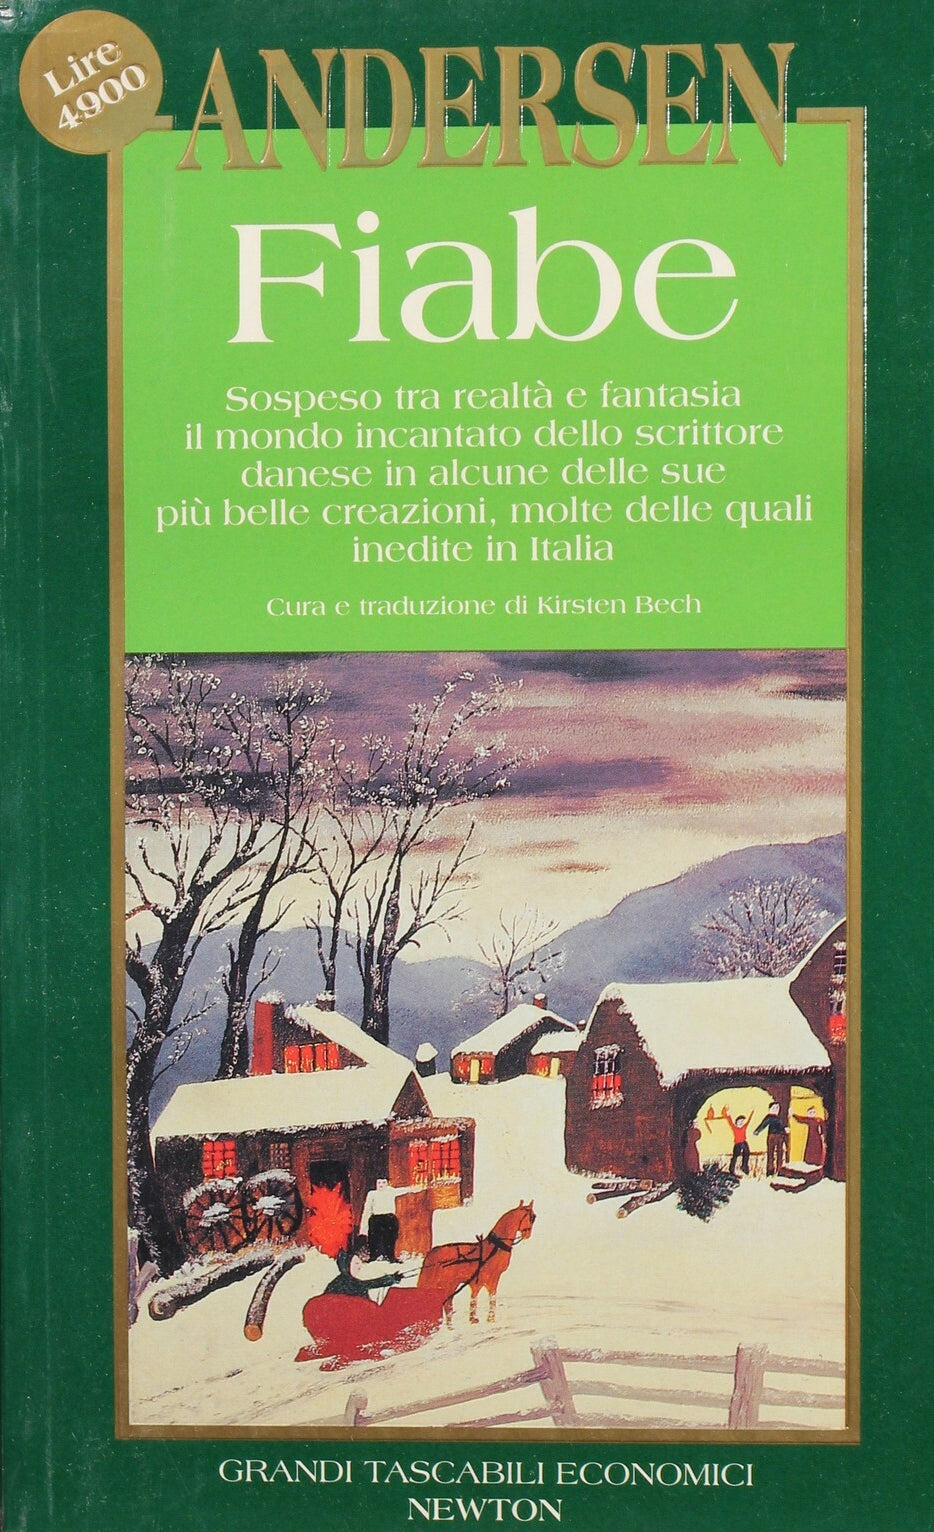 Lire
4900
ANDERSEN
Fiabe
Sospeso tra realtà e fantasia
il mondo incantato dello scrittore
danese in alcune delle sue
più belle creazioni, molte delle quali
inedite in Italia
Cura e traduzione di Kirsten Bech
GRANDI TASCABILI ECONOMICI
NEWTON